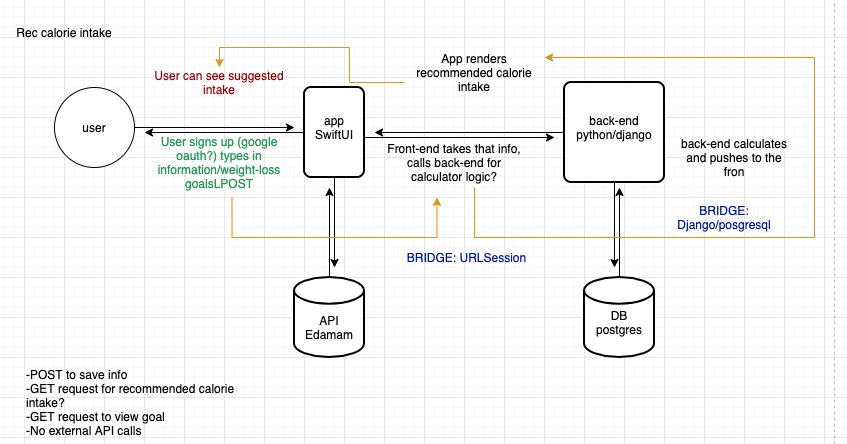 Rec calorie intake
User can see suggested
intake
App renders
recommended calorie
intake
user
app
SwiftUI
back-end
python/django
User signs up (google
oauth?) types in
information/weight-loss
goalsLPOST
Front-end takes that info,
calls back-end for
calculator logic?
back-end calculates
and pushes to the
fron
BRIDGE:
Django/posgresql
BRIDGE: URLSession
API
Edamam
DB
postgres
-POST to save info
-GET request for recommended calorie
intake?
-GET request to view goal
-No external API calls